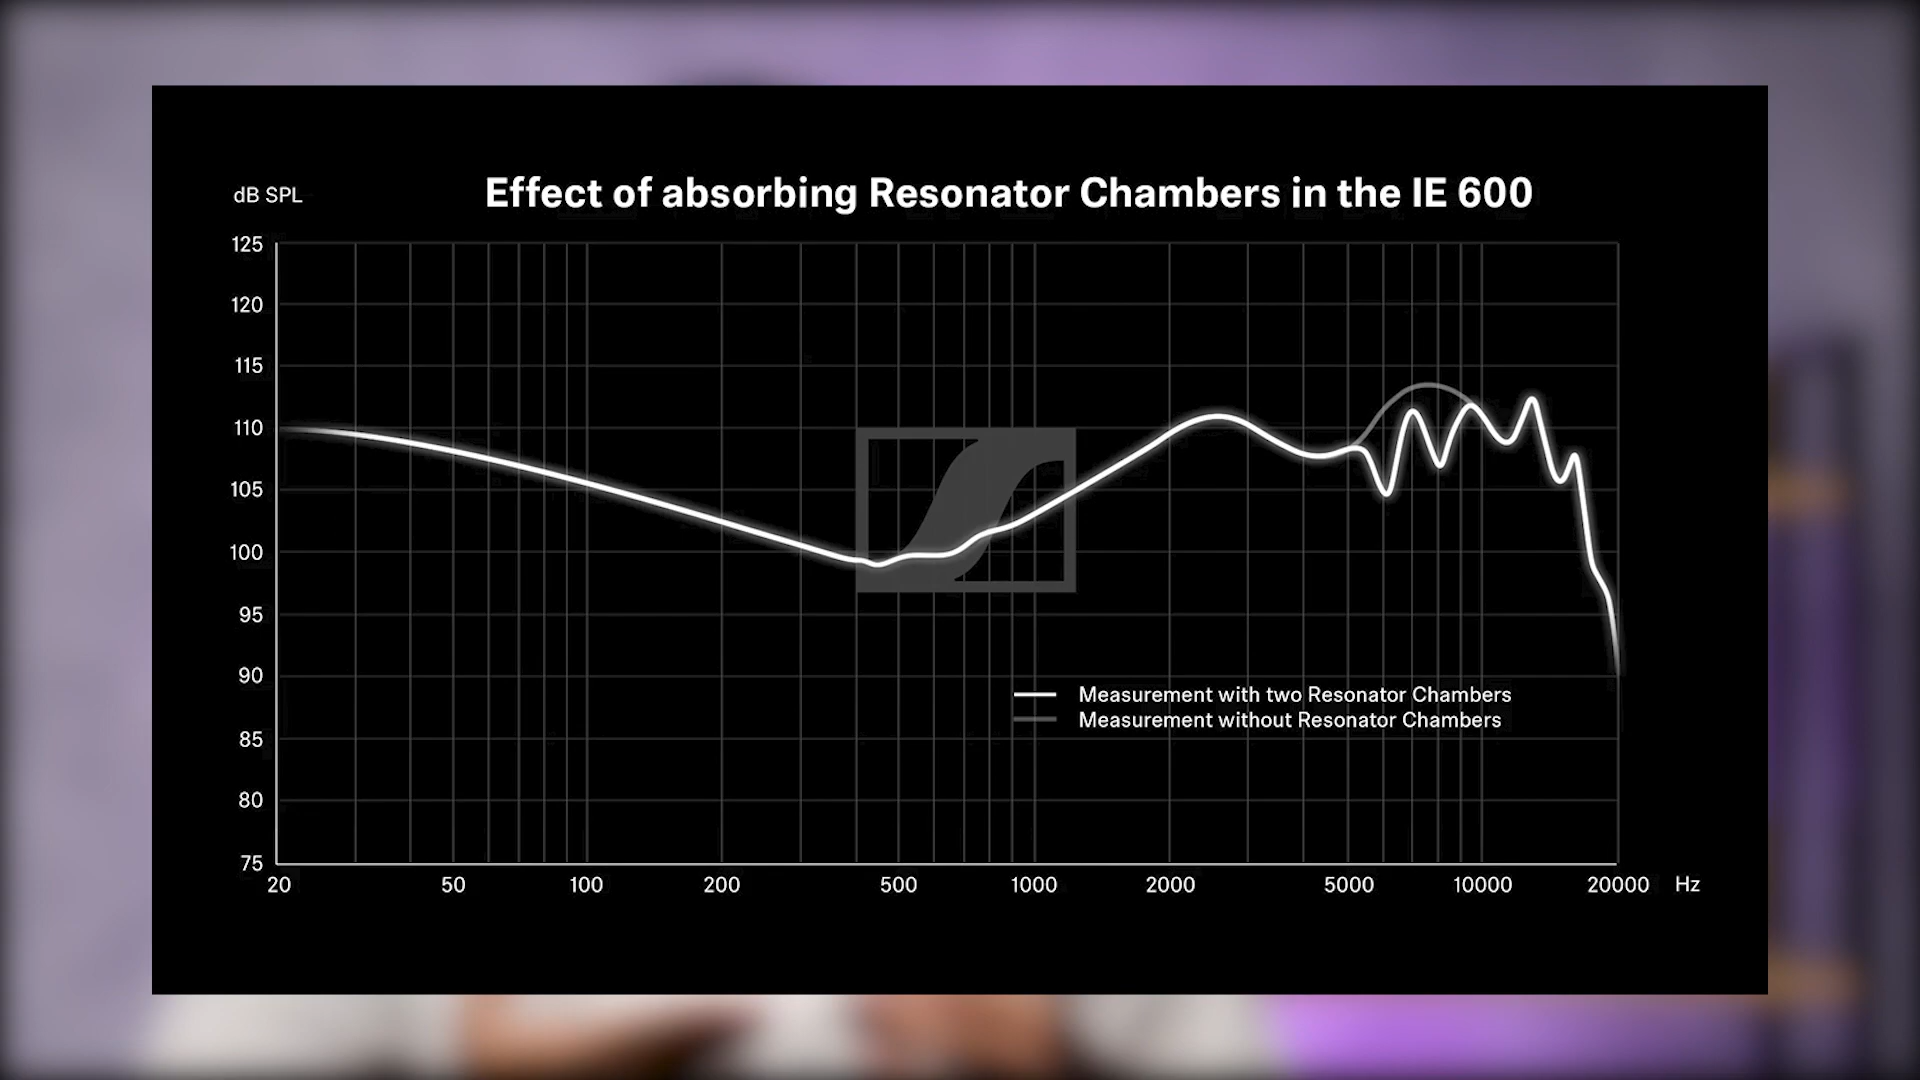 dB SPL
Effect of absorbing Resonator Chambers in the IE 600
125
120
115
110
105
100
95
90
85
80
75
Measurement with two Resonator Chambers
Measurement without Resonator Chambers
20 50 100 200 500 1000 2000 5000 10000 20000 Hz